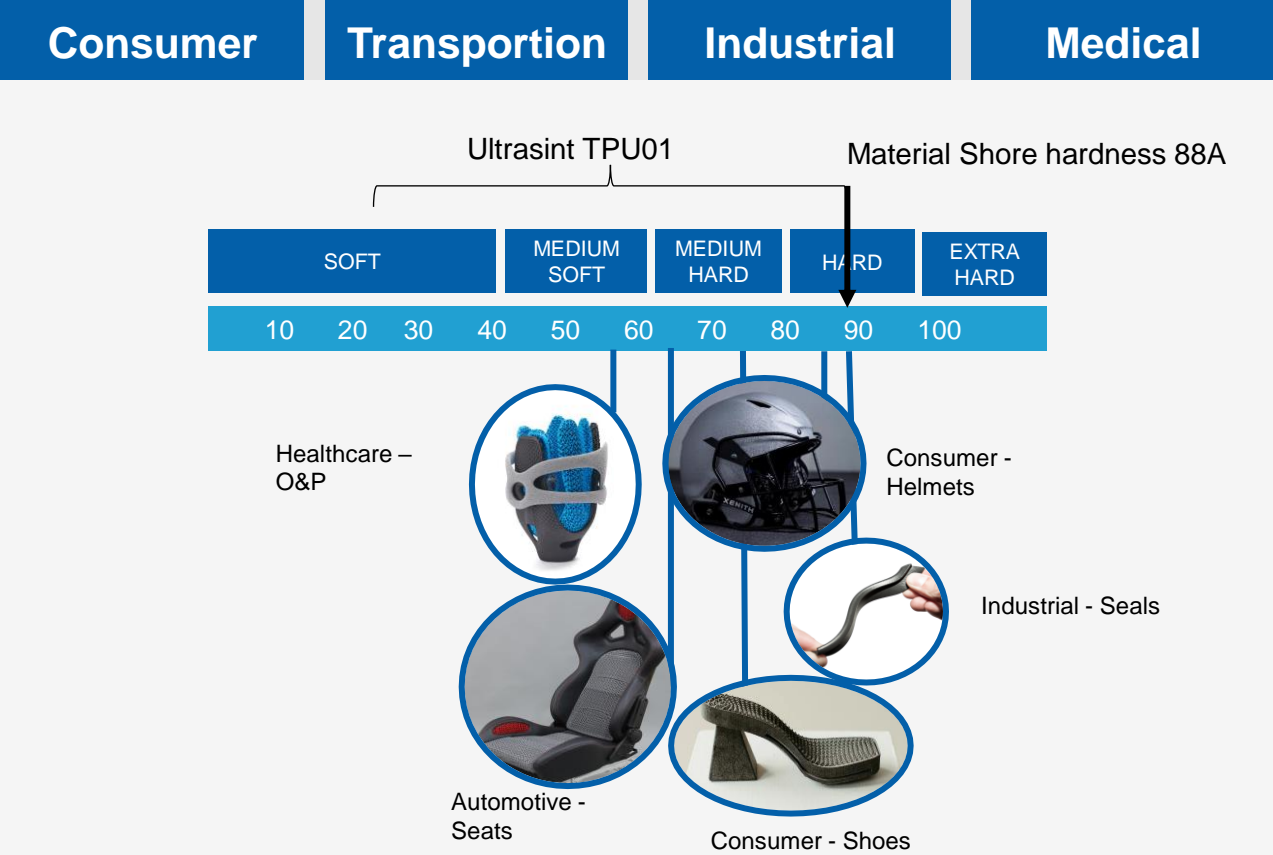 Consumer
Transportion
Industrial
Medical
Ultrasint TPU01
Material Shore hardness 88A
SOFT
MEDIUM
SOFT
MEDIUM
HARD
HARD
EXTRA
HARD
10 20 30 40 50 60 70 80 90 100
Healthcare –
O&P
XENITH
Consumer -
Helmets
Industrial - Seals
Automotive -
Seats
Consumer - Shoes